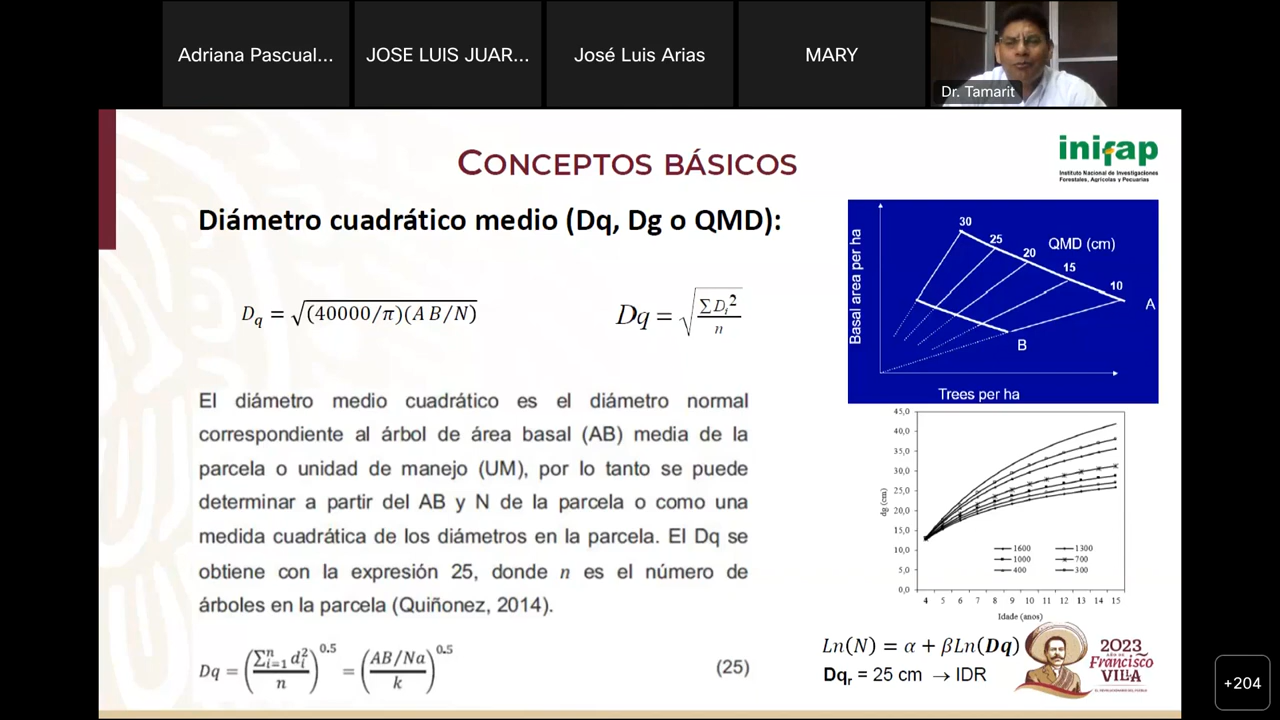 Adriana Pascual...
JOSE LUIS JUAR...
José Luis Arias
MARY
Dr. Tamarit
CONCEPTOS BÁSICOS
inifap
Instituto Nacional de Investigaciones
Forestales, Agrícolas y Pecuarias
Diámetro cuadrático medio (Dq, Dg o QMD):
D_q = √(40000/π)(AB/N)
Dq = √(∑D_i²/n)
El diámetro medio cuadrático es el diámetro normal
correspondiente al árbol de área basal (AB) media de la
parcela o unidad de manejo (UM), por lo tanto se puede
determinar a partir del AB y N de la parcela o como una
medida cuadrática de los diámetros en la parcela. El Dq se
obtiene con la expresión 25, donde n es el número de
árboles en la parcela (Quiñonez, 2014).
Dq = (∑_{i=1}^{n} d_i²/n)^0.5 = (AB/Na/k)^0.5 (25)
Basal area per ha
30
25
20
QMD (cm)
15
10
A
B
Trees per ha
45,0
40,0
35,0
30,0
25,0
20,0
15,0
10,0
5,0
0,0
dg (cm)
1600 1300
1000 700
400 300
4 5 6 7 8 9 10 11 12 13 14 15
Idade (anos)
Ln(N) = α + βLn(Dq)
Dq_r = 25 cm → IDR
2023
AÑO DE
Francisco
VILLA
+204